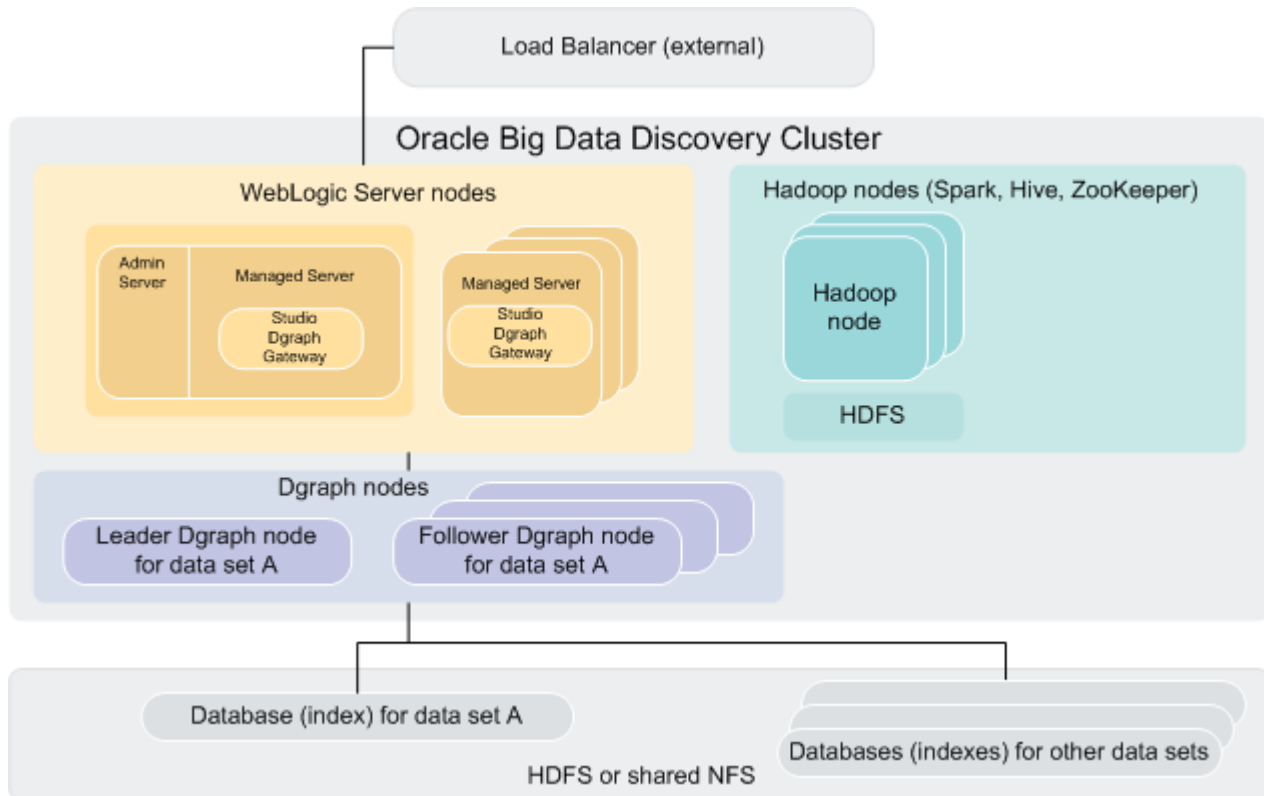 Load Balancer (external)
Oracle Big Data Discovery Cluster
WebLogic Server nodes
Admin
Server
Managed Server
Studio
Dgraph
Gateway
Managed Server
Studio
Dgraph
Gateway
Hadoop nodes (Spark, Hive, ZooKeeper)
Hadoop
node
HDFS
Dgraph nodes
Leader Dgraph node
for data set A
Follower Dgraph node
for data set A
Database (index) for data set A
Databases (indexes) for other data sets
HDFS or shared NFS